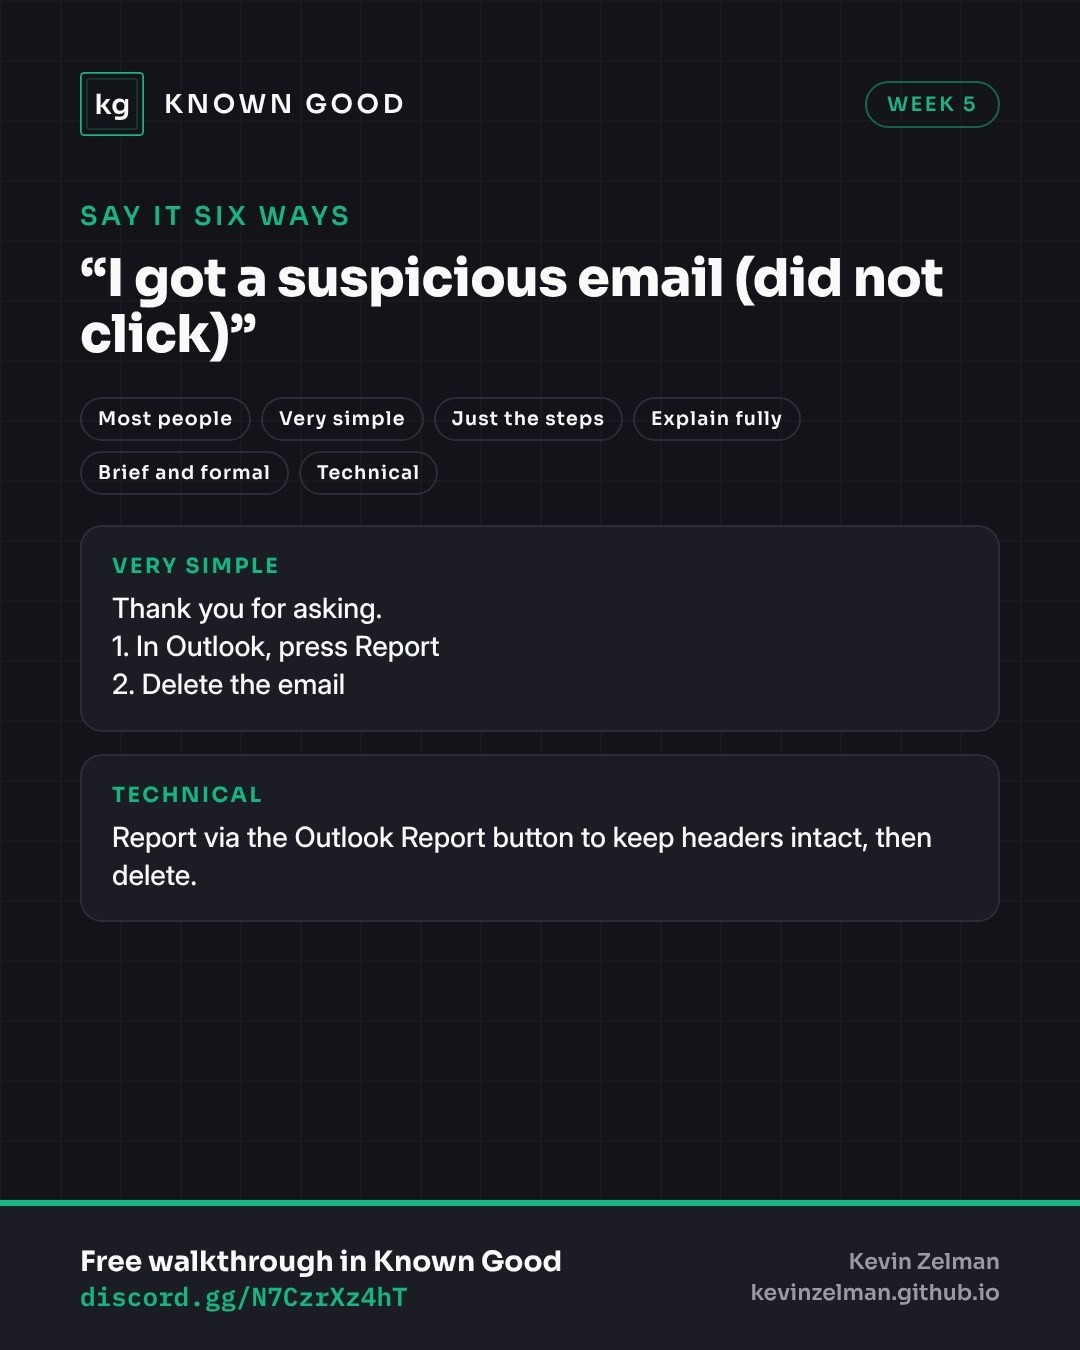 kg KNOWN GOOD
WEEK 5
SAY IT SIX WAYS
“I got a suspicious email (did not
click)”
Most people Very simple Just the steps Explain fully
Brief and formal Technical
VERY SIMPLE
Thank you for asking.
1. In Outlook, press Report
2. Delete the email
TECHNICAL
Report via the Outlook Report button to keep headers intact, then
delete.
Free walkthrough in Known Good
discord.gg/N7CzrXz4hT
Kevin Zelman
kevinzelman.github.io